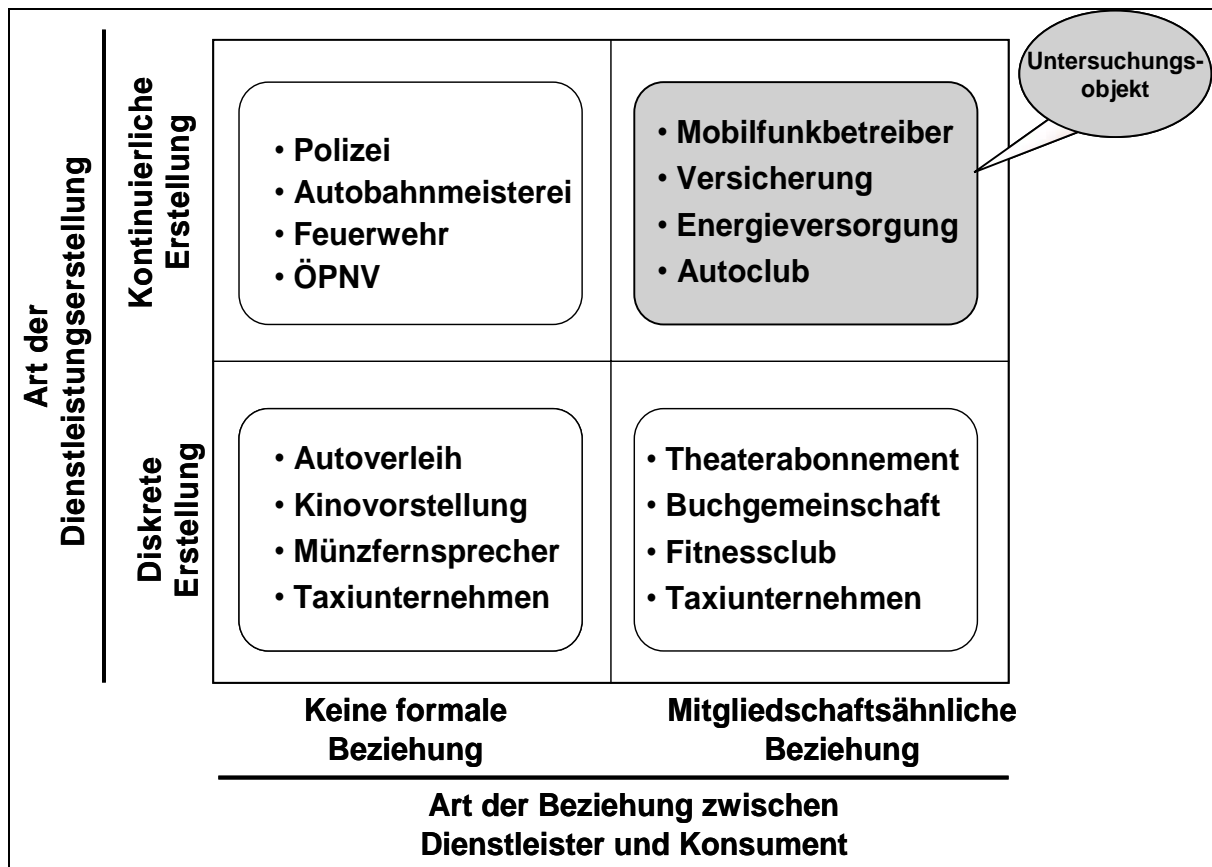 Untersuchungs-
objekt
Art der
Dienstleistungserstellung
Kontinuierliche
Erstellung
• Polizei
• Autobahnmeisterei
• Feuerwehr
• ÖPNV
• Mobilfunkbetreiber
• Versicherung
• Energieversorgung
• Autoclub
Diskrete
Erstellung
• Autoverleih
• Kinovorstellung
• Münzfernsprecher
• Taxiunternehmen
• Theaterabonnement
• Buchgemeinschaft
• Fitnessclub
• Taxiunternehmen
Keine formale
Beziehung
Mitgliedschaftsähnliche
Beziehung
Art der Beziehung zwischen
Dienstleister und Konsument